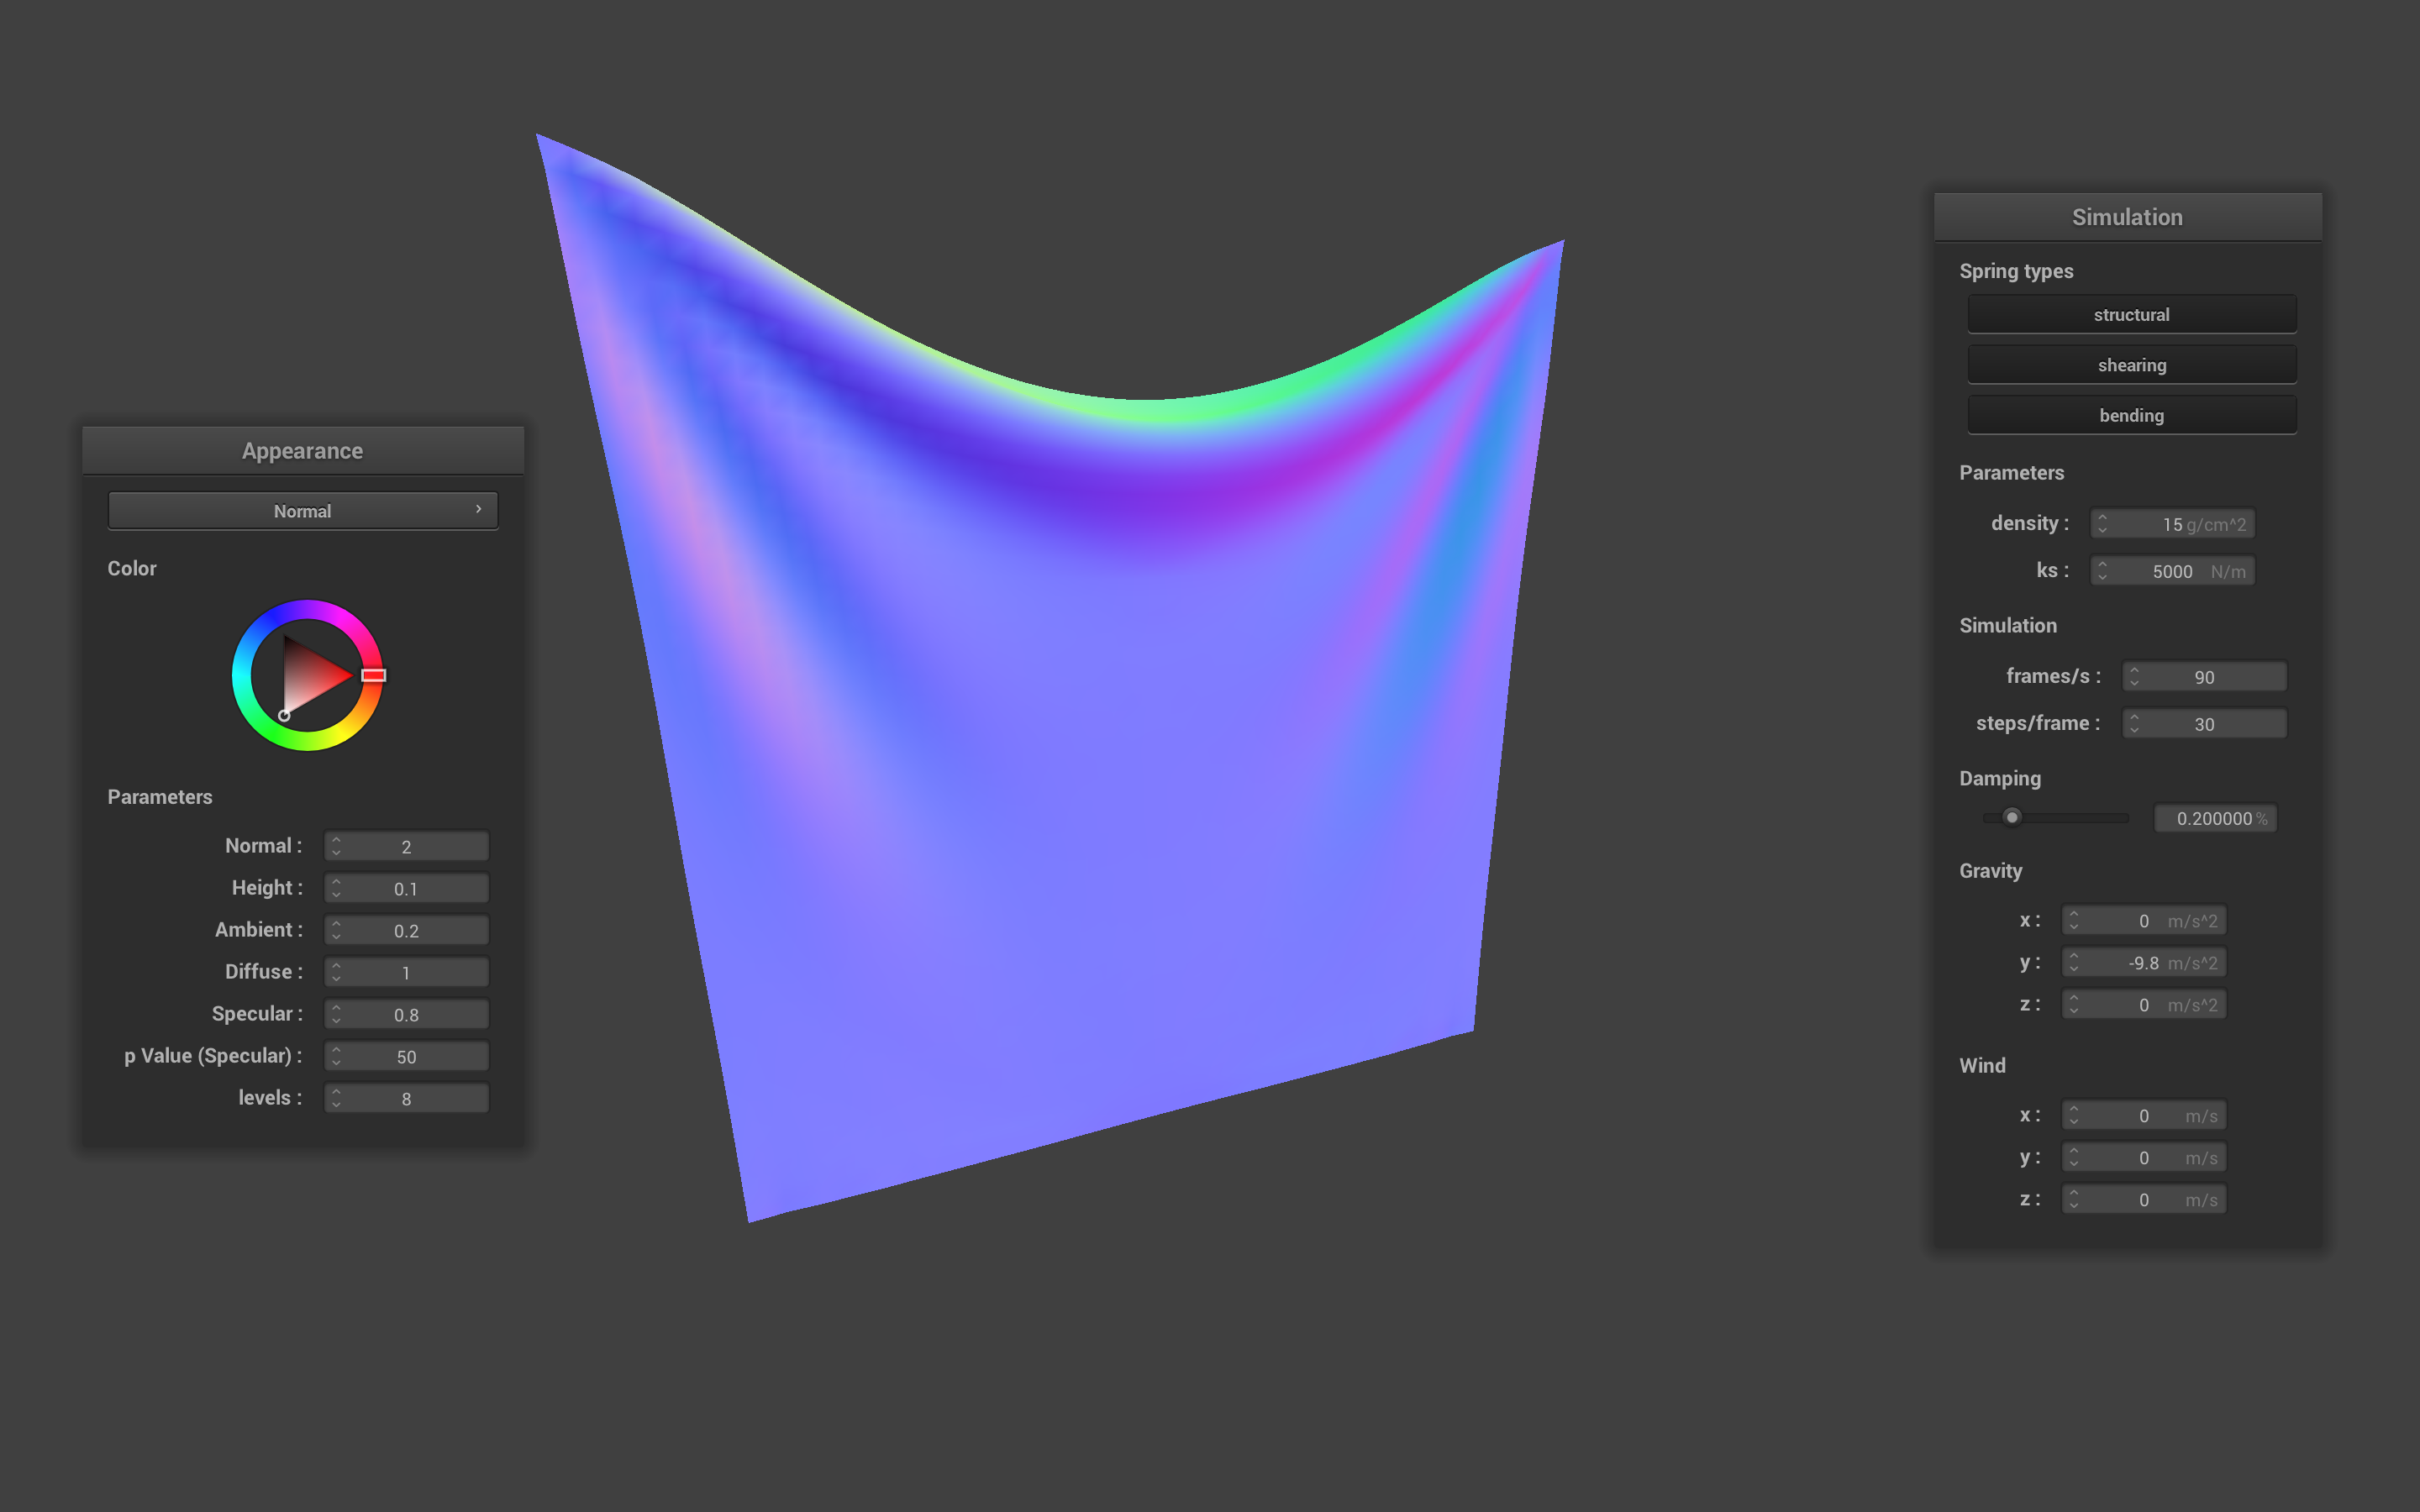 Appearance
Normal
Color
Parameters
Normal : 2
Height : 0.1
Ambient : 0.2
Diffuse : 1
Specular : 0.8
p Value (Specular) : 50
levels : 8
Simulation
Spring types
structural
shearing
bending
Parameters
density : 15 g/cm^2
ks : 5000 N/m
Simulation
frames/s : 90
steps/frame : 30
Damping
0.200000 %
Gravity
x : 0 m/s^2
y : -9.8 m/s^2
z : 0 m/s^2
Wind
x : 0 m/s
y : 0 m/s
z : 0 m/s